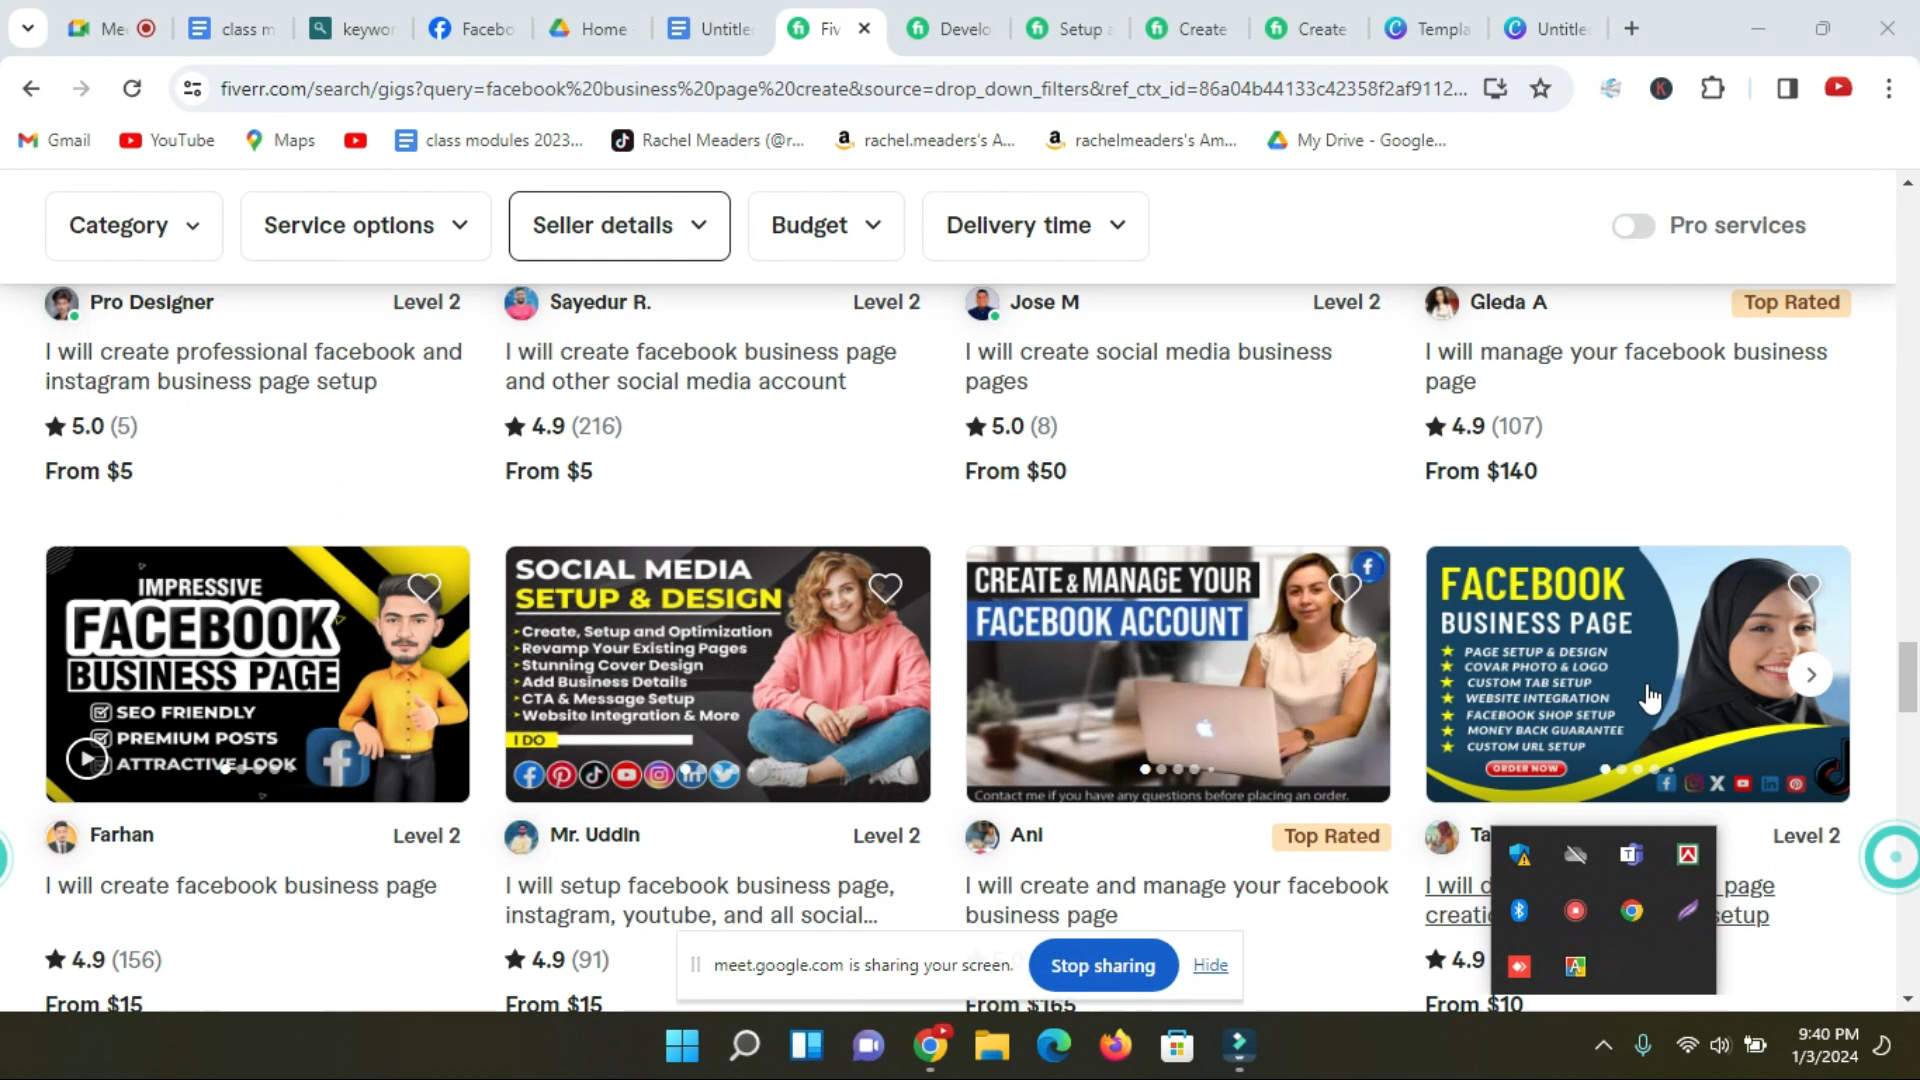 Me
class m
keywor
Facebo
Home
Untitle
Fiv
Develo
Setup a
Create
Create
Templa
Untitle
fiverr.com/search/gigs?query=facebook%20business%20page%20create&source=drop_down_filters&ref_ctx_id=86a04b44133c42358f2af9112...
Gmail
YouTube
Maps
class modules 2023...
Rachel Meaders (@r...
rachel.meaders's A...
rachelmeaders's Am...
My Drive - Google...
Category
Service options
Seller details
Budget
Delivery time
Pro services
Pro Designer
Level 2
I will create professional facebook and
instagram business page setup
5.0 (5)
From $5
Sayedur R.
Level 2
I will create facebook business page
and other social media account
4.9 (216)
From $5
Jose M
Level 2
I will create social media business
pages
5.0 (8)
From $50
Gleda A
Top Rated
I will manage your facebook business
page
4.9 (107)
From $140
IMPRESSIVE
FACEBOOK
BUSINESS PAGE
SEO FRIENDLY
PREMIUM POSTS
ATTRACTIVE LOOK
Farhan
Level 2
I will create facebook business page
4.9 (156)
From $15
SOCIAL MEDIA
SETUP & DESIGN
Create, Setup and Optimization
Revamp Your Existing Pages
Stunning Cover Design
Add Business Details
CTA & Message Setup
Website Integration & More
I DO
Mr. Uddin
Level 2
I will setup facebook business page,
instagram, youtube, and all social...
4.9 (91)
From $15
CREATE & MANAGE YOUR
FACEBOOK ACCOUNT
Contact me if you have any questions before placing an order.
Ani
Top Rated
I will create and manage your facebook
business page
From $165
FACEBOOK
BUSINESS PAGE
PAGE SETUP & DESIGN
COVAR PHOTO & LOGO
CUSTOM TAB SETUP
WEBSITE INTEGRATION
FACEBOOK SHOP SETUP
MONEY BACK GUARANTEE
CUSTOM URL SETUP
ORDER NOW
Ta
Level 2
I will d page
creati setup
4.9
From $10
meet.google.com is sharing your screen.
Stop sharing
Hide
9:40 PM
1/3/2024